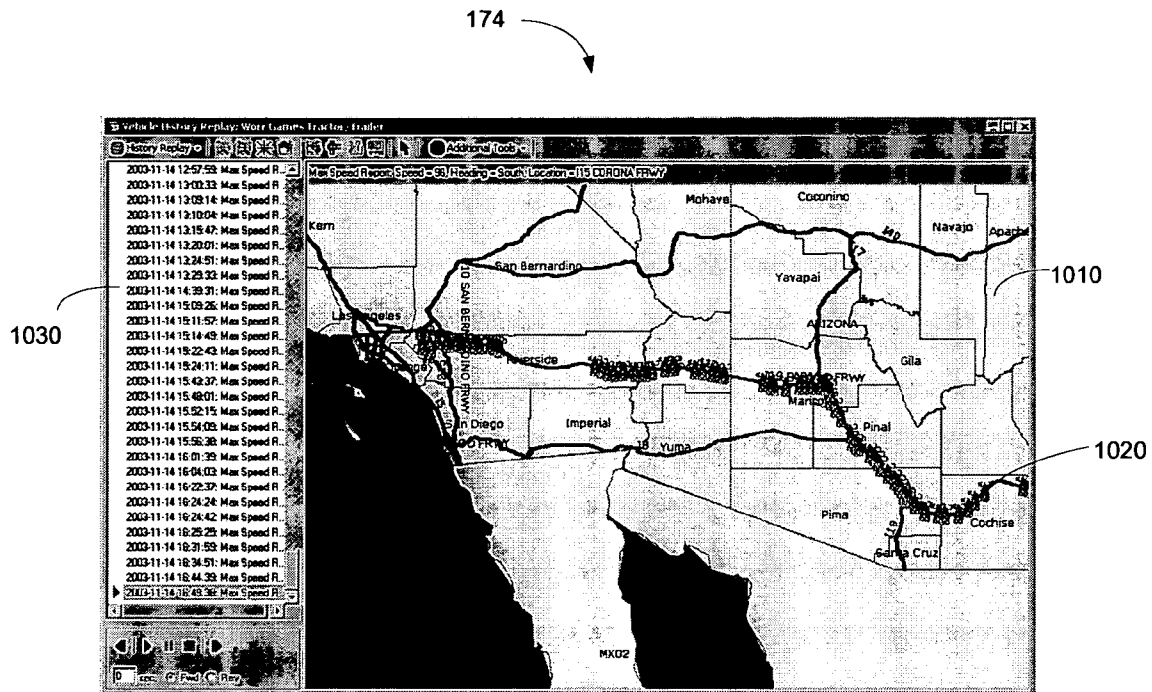 174
Vehicle History Replay: Worr Games Tractor; Trailer
History Replay
Additional Tools
2003-11-14 12:57:59: Max Speed R...
2003-11-14 13:00:33: Max Speed R...
2003-11-14 13:09:14: Max Speed R...
2003-11-14 13:10:04: Max Speed R...
2003-11-14 13:15:47: Max Speed R...
2003-11-14 13:20:01: Max Speed R...
2003-11-14 13:24:51: Max Speed R...
2003-11-14 13:29:33: Max Speed R...
2003-11-14 14:39:31: Max Speed R...
2003-11-14 15:09:26: Max Speed R...
2003-11-14 15:11:57: Max Speed R...
2003-11-14 15:14:49: Max Speed R...
2003-11-14 15:22:43: Max Speed R...
2003-11-14 15:24:11: Max Speed R...
2003-11-14 15:43:37: Max Speed R...
2003-11-14 15:49:01: Max Speed R...
2003-11-14 15:52:15: Max Speed R...
2003-11-14 15:54:09: Max Speed R...
2003-11-14 15:56:38: Max Speed R...
2003-11-14 16:01:39: Max Speed R...
2003-11-14 16:04:03: Max Speed R...
2003-11-14 16:22:37: Max Speed R...
2003-11-14 16:24:24: Max Speed R...
2003-11-14 16:24:42: Max Speed R...
2003-11-14 16:25:25: Max Speed R...
2003-11-14 16:31:59: Max Speed R...
2003-11-14 16:34:51: Max Speed R...
2003-11-14 16:44:39: Max Speed R...
2003-11-14 16:49:36: Max Speed R...
0 sec. Fwd Rev
Max Speed Report: Speed = 96, Heading = South; Location = I15 CORONA FRWY
Kern
Mohave
Coconino
Navajo
Apache
I40
I17
San Bernardino
Yavapai
I10 SAN BERNARDINO FRWY
Los Angeles
ARIZONA
Gila
Orange
Riverside
FRWY
Maricopa
San Diego
Imperial
I8
Yuma
Pinal
FRWY
Pima
Cochise
I19
Santa Cruz
MX02
1010
1020
1030